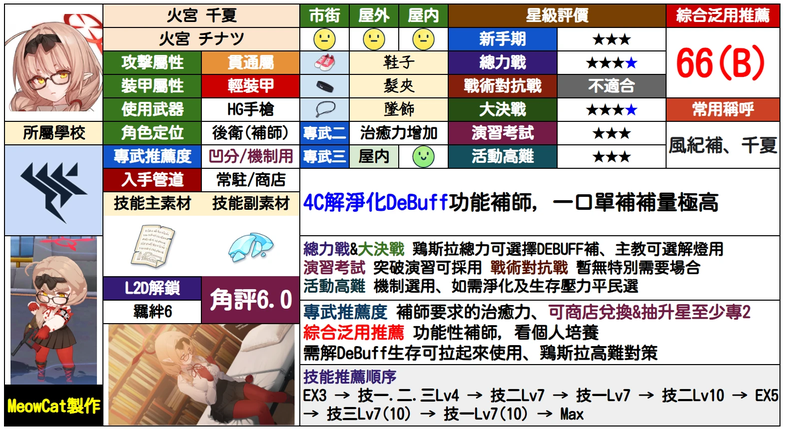 火宮 千夏
市街
屋外
屋内
星級評價
綜合泛用推薦
火宮 チナツ
新手期
★★★
66(B)
攻擊屬性
貫通屬
鞋子
總力戰
★★★★
裝甲屬性
輕裝甲
髮夾
戰術對抗戰
不適合
使用武器
HG手槍
墜飾
大決戰
★★★★
常用稱呼
所屬學校
角色定位
後衛(補師)
專武二
治癒力增加
演習考試
★★★
風紀補、千夏
專武推薦度
凹分/機制用
專武三
屋内
活動高難
★★★
入手管道
常駐/商店
技能主素材
技能副素材
4C解淨化DeBuff功能補師, 一口單補補量極高
總力戰&大決戰 鶏斯拉總力可選擇DEBUFF補、主教可選解燈用
演習考試 突破演習可採用 戰術對抗戰 暫無特別需要場合
活動高難 機制選用、如需淨化及生存壓力平民選
L2D解鎖
羈絆6
角評6.0
專武推薦度 補師要求的治癒力、可商店兌換&抽升星至少專2
綜合泛用推薦 功能性補師, 看個人培養
需解DeBuff生存可拉起來使用、鶏斯拉高難對策
技能推薦順序
EX3 → 技一.二.三Lv4 → 技二Lv7 → 技一Lv7 → 技二Lv10 → EX5
→ 技三Lv7(10) → 技一Lv7(10) → Max
MeowCat製作